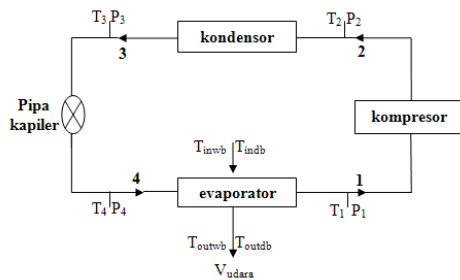 T3 P3
T2 P2
kondensor
3
2
Pipa
kapiler
kompresor
Tinwb Tindb
4
evaporator
1
T4 P4
T1 P1
Toutwb Toutdb
Vudara